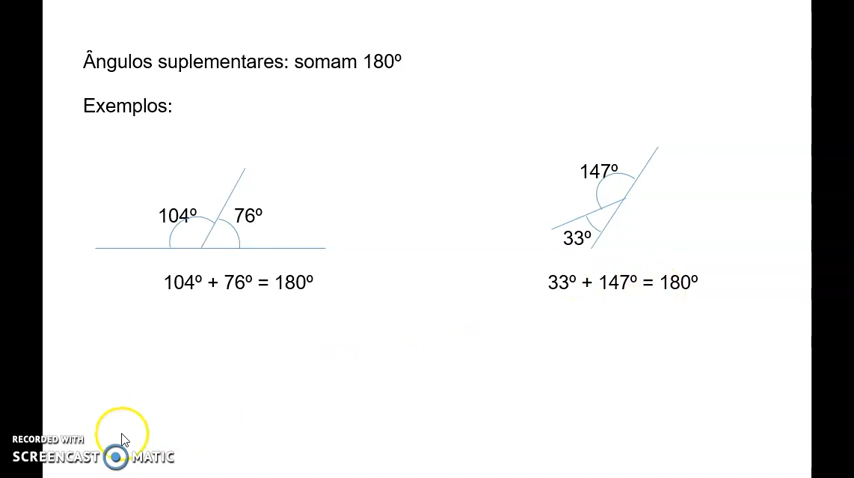 Ângulos suplementares: somam 180º
Exemplos:
104º 76º
104º + 76º = 180º
147º
33º
33º + 147º = 180º
RECORDED WITH
SCREENCAST MATIC